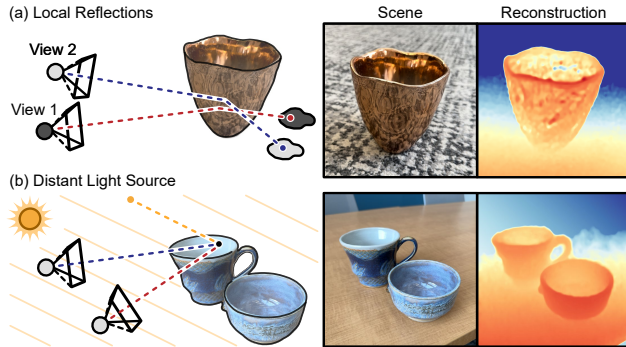 (a) Local Reflections
Scene
Reconstruction
View 2
View 1
(b) Distant Light Source